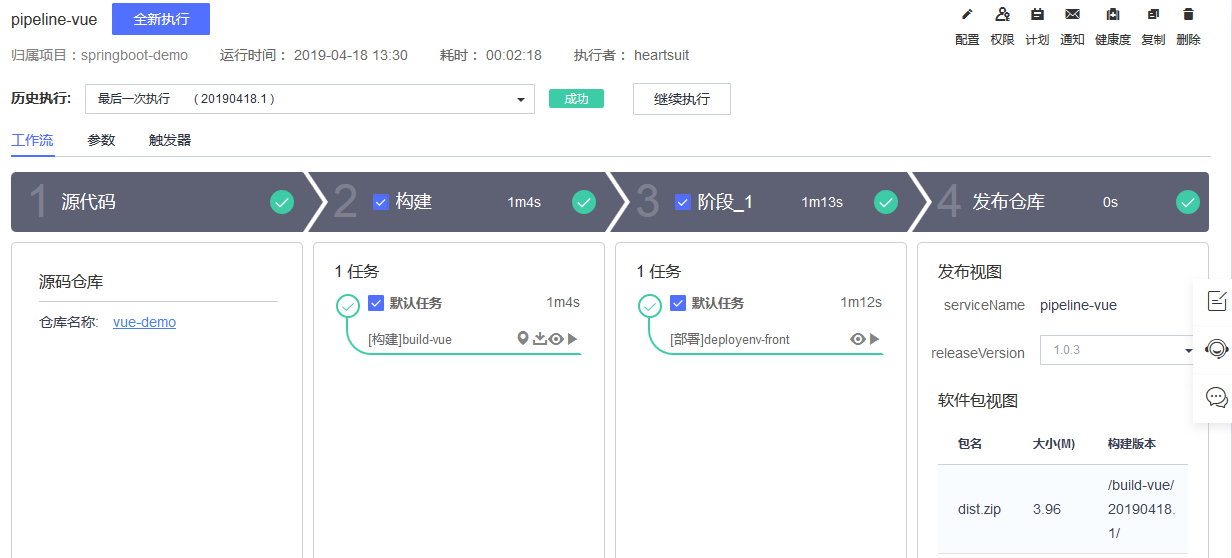 pipeline-vue 全新执行
配置 权限 计划 通知 健康度 复制 删除
归属项目：springboot-demo 运行时间： 2019-04-18 13:30 耗时： 00:02:18 执行者： heartsuit
历史执行: 最后一次执行 （20190418.1） 成功 继续执行
工作流 参数 触发器
1 源代码 2 构建 1m4s 3 阶段_1 1m13s 4 发布仓库 0s
源码仓库
仓库名称: vue-demo
1 任务
默认任务 1m4s
[构建]build-vue
1 任务
默认任务 1m12s
[部署]deployenv-front
发布视图
serviceName pipeline-vue
releaseVersion 1.0.3
软件包视图
包名 大小(M) 构建版本
dist.zip 3.96 /build-vue/
20190418.
1/